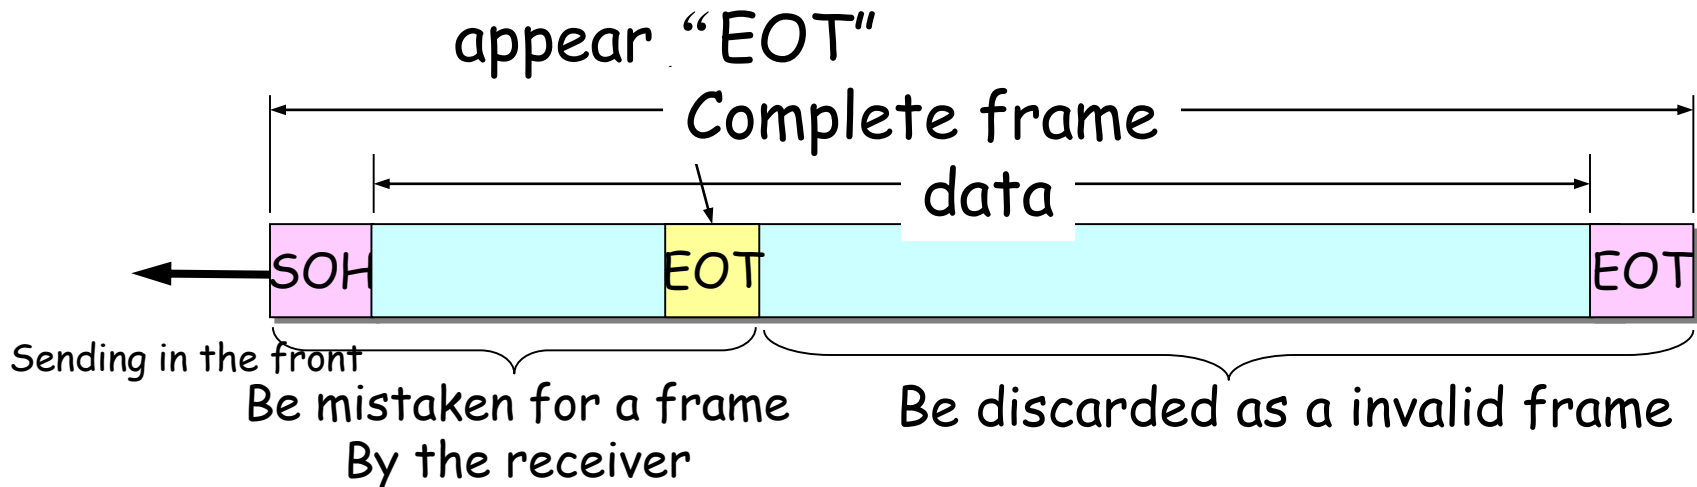 appear “EOT”
Complete frame
data
SOH
EOT
EOT
Sending in the front
Be mistaken for a frame
By the receiver
Be discarded as a invalid frame